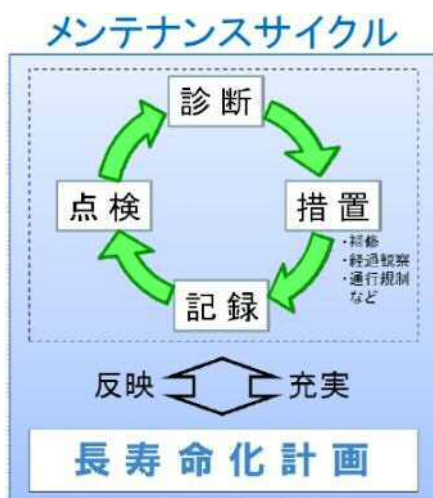 メンテナンスサイクル
診断
点検
措置
・補修
・経過観察
・通行規制
など
記録
反映
充実
長寿命化計画